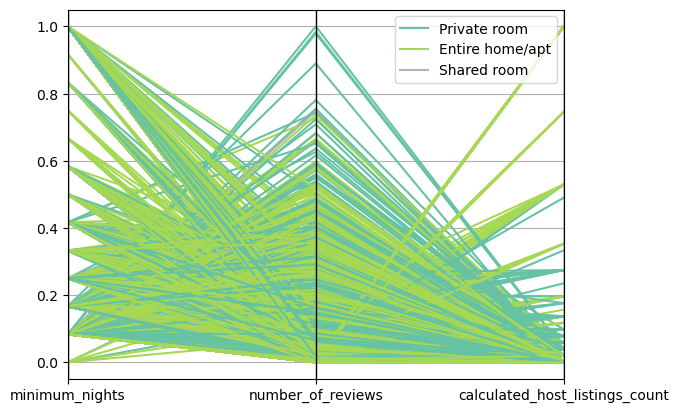 1.0
0.8
0.6
0.4
0.2
0.0
Private room
Entire home/apt
Shared room
minimum_nights
number_of_reviews
calculated_host_listings_count